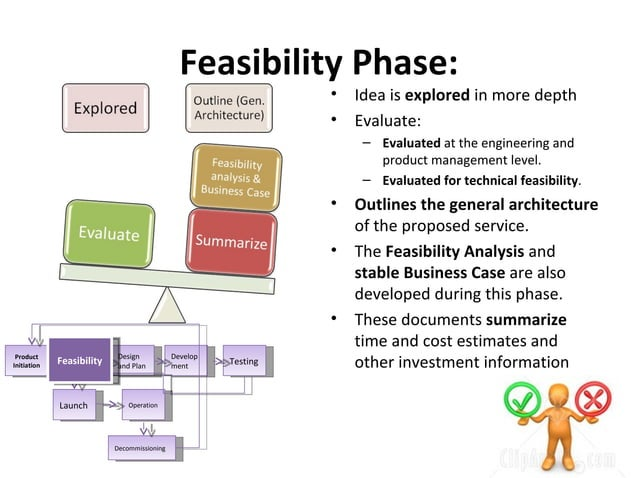 Feasibility Phase:
Explored
Outline (Gen.
Architecture)
Feasibility
analysis &
Business Case
Evaluate
Summarize
• Idea is explored in more depth
• Evaluate:
– Evaluated at the engineering and
product management level.
– Evaluated for technical feasibility.
• Outlines the general architecture
of the proposed service.
• The Feasibility Analysis and
stable Business Case are also
developed during this phase.
• These documents summarize
time and cost estimates and
other investment information
Product
Initiation
Feasibility
Design
and Plan
Develop
ment
Testing
Launch
Operation
Decommissioning